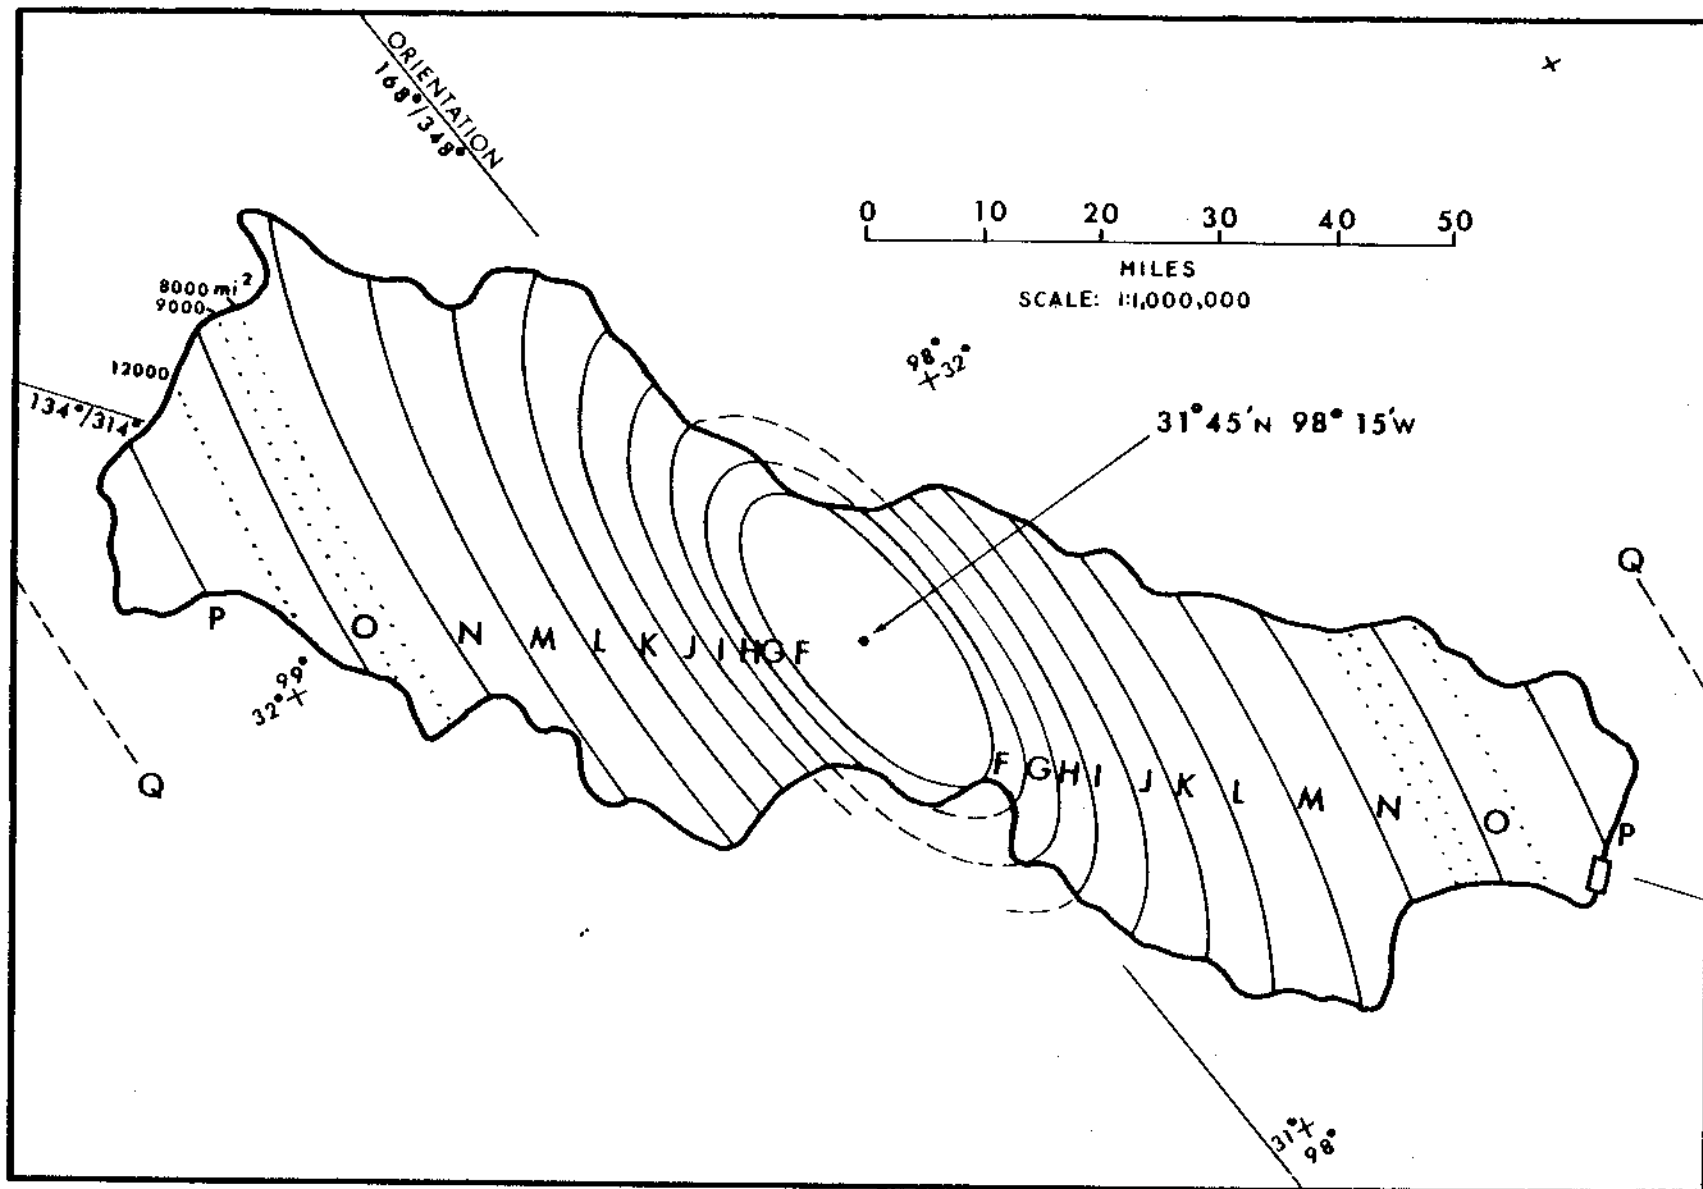 ORIENTATION
168°/348°
×
0 10 20 30 40 50
MILES
SCALE: 1:1,000,000
8000 mi²
9000
12000
134°/314°
98°
+32°
31°45'N 98° 15'W
Q
P O N M L K J I H G F
99°
32°+
Q
F G H I J K L M N O P
31°+
98°